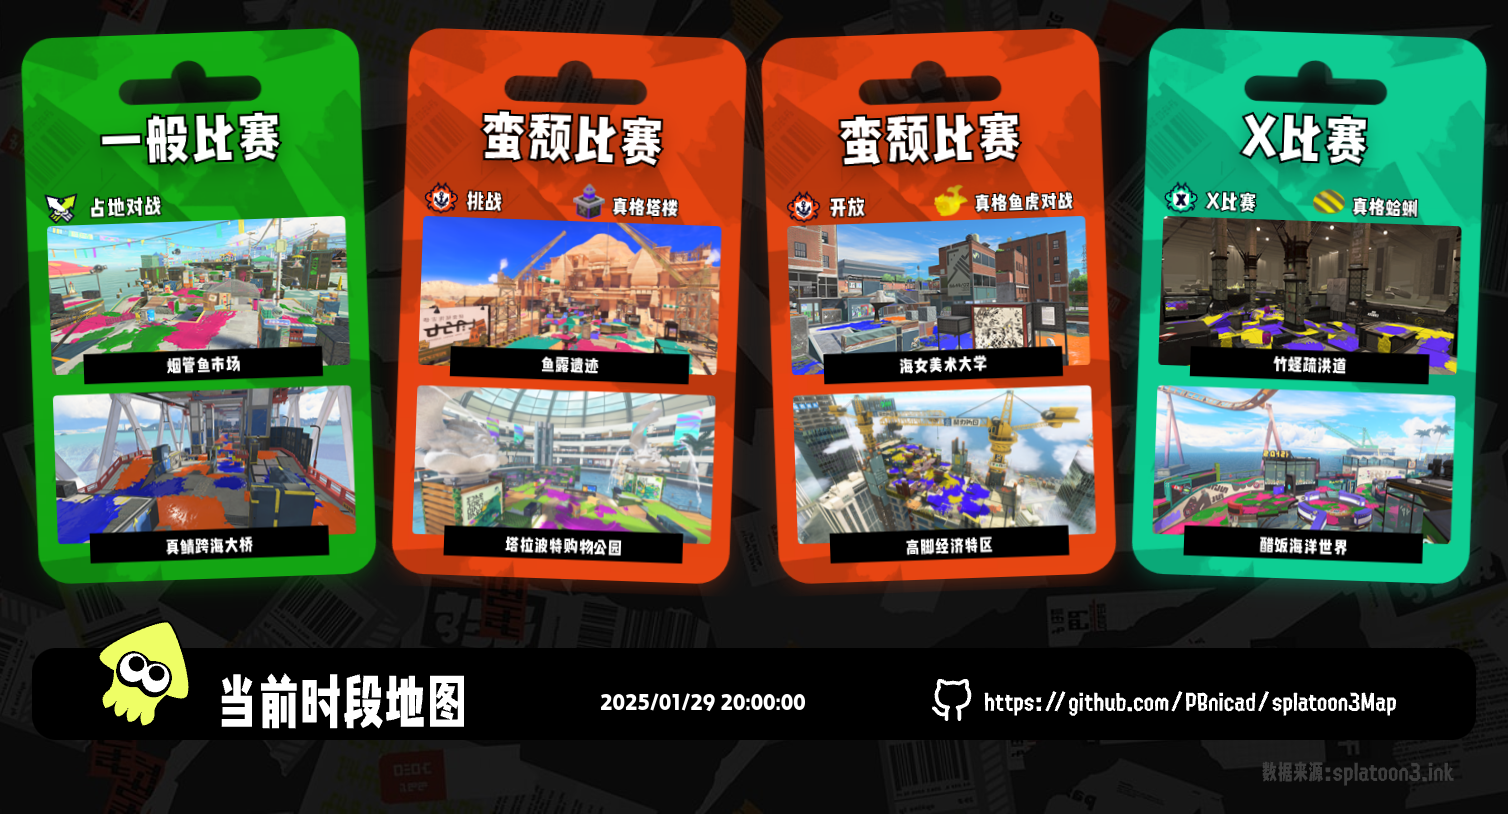 一般比赛
占地对战
烟管鱼市场
真鲭跨海大桥
蛮颓比赛
挑战
真格塔楼
鱼露遗迹
塔拉波特购物公园
蛮颓比赛
开放
真格鱼虎对战
海女美术大学
高脚经济特区
X比赛
X比赛
真格蛤蜊
竹蛏疏洪道
醋饭海洋世界
当前时段地图
2025/01/29 20:00:00
https://github.com/PBnicad/splatoon3Map
数据来源:splatoon3.ink